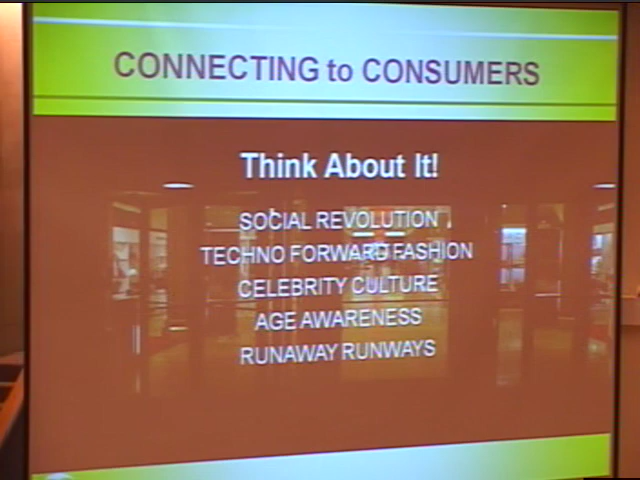 CONNECTING to CONSUMERS
Think About It!
SOCIAL REVOLUTION
TECHNO FORWARD FASHION
CELEBRITY CULTURE
AGE AWARENESS
RUNAWAY RUNWAYS